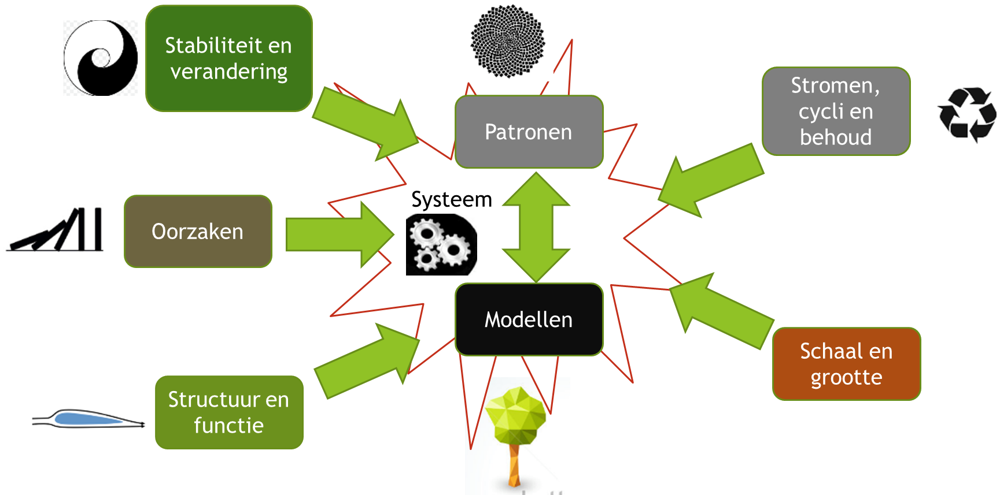 Stabiliteit en
verandering
Patronen
Stromen,
cycli en
behoud
Systeem
Oorzaken
Modellen
Schaal en
grootte
Structuur en
functie